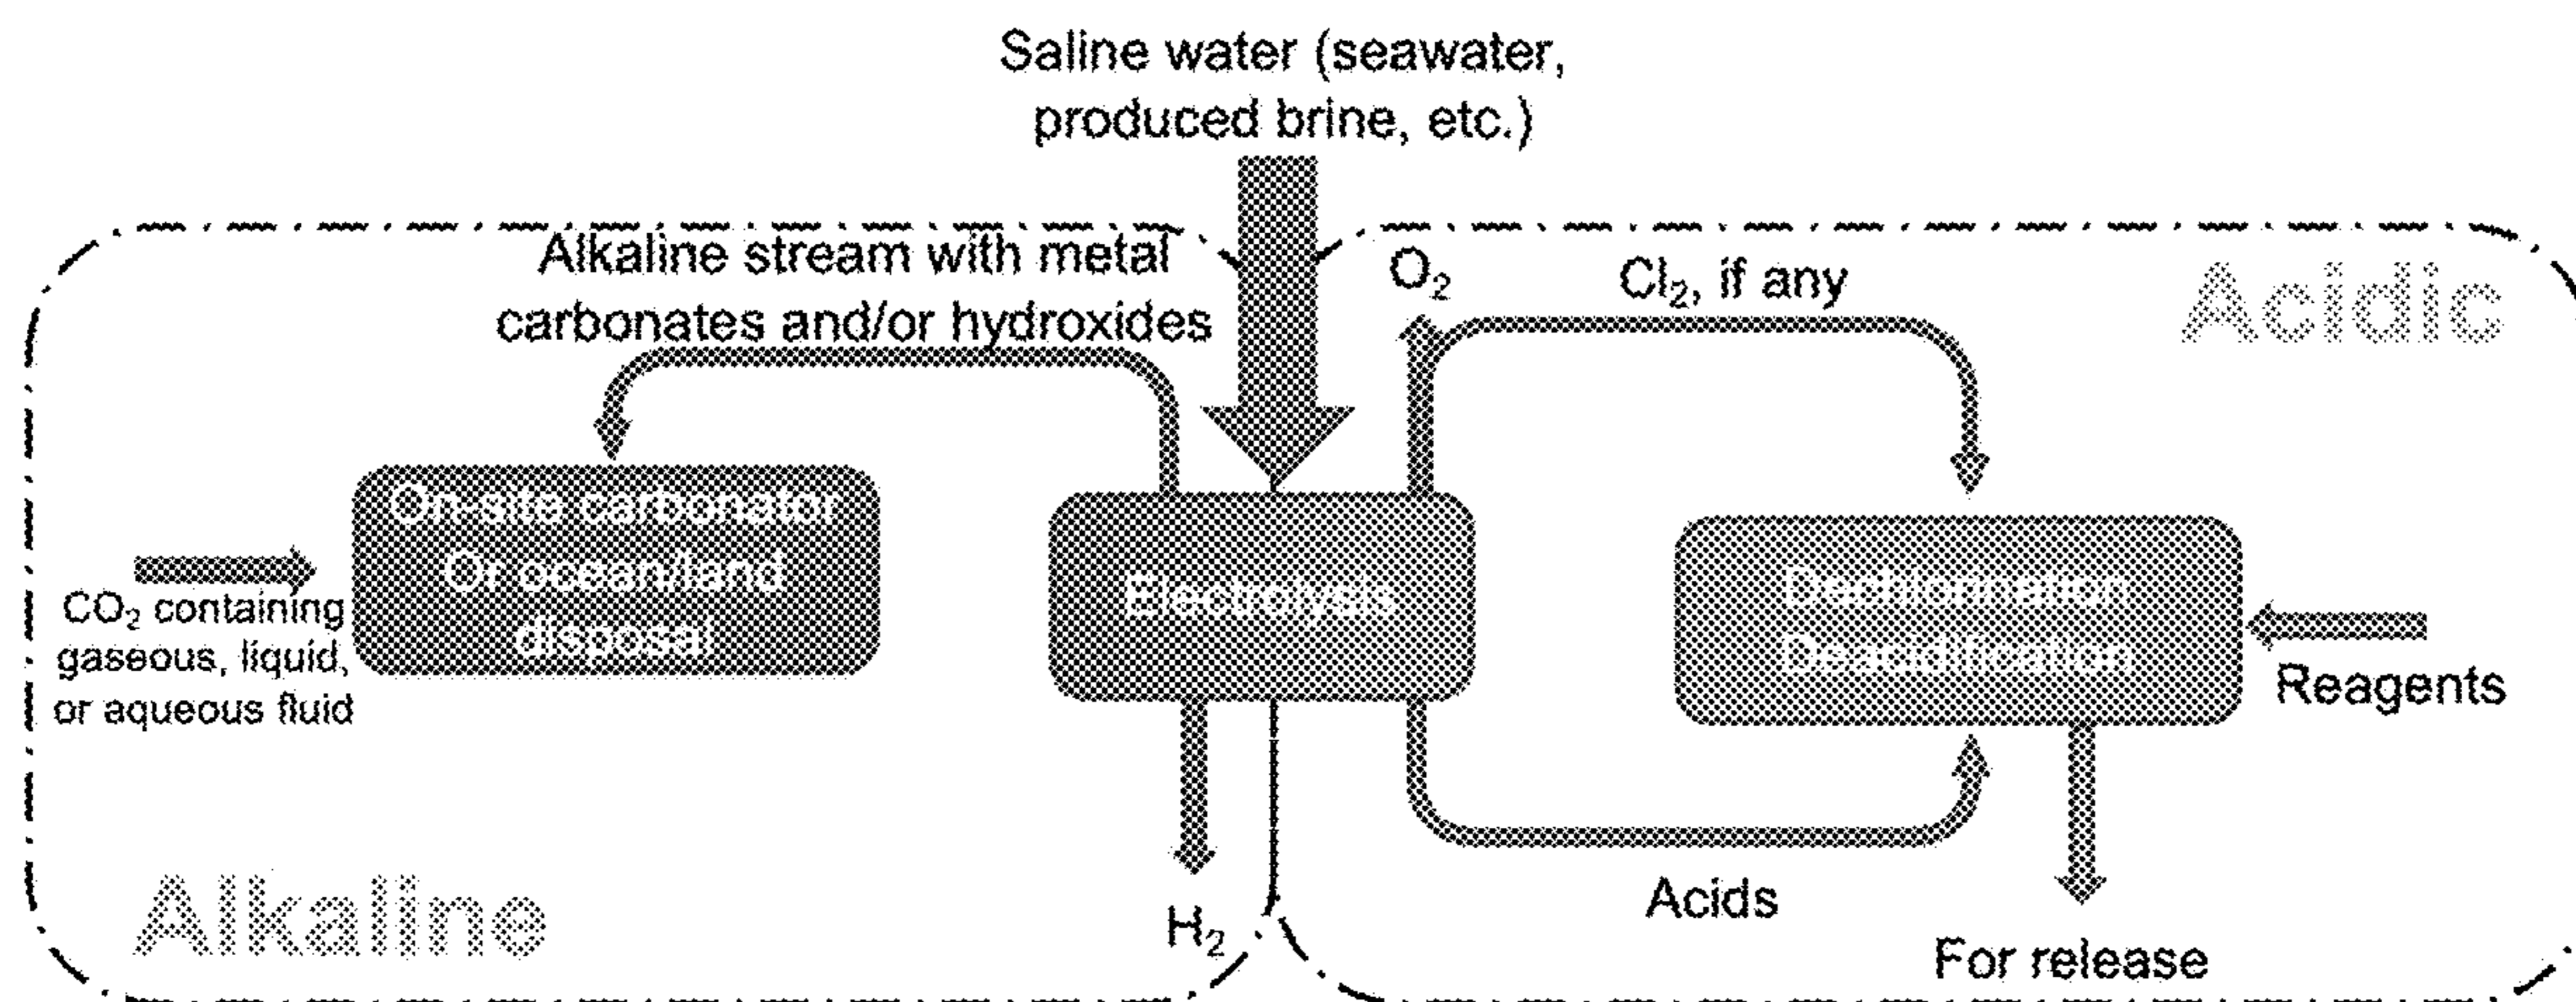 Saline water (seawater,
produced brine, etc.)
Alkaline stream with metal
carbonates and/or hydroxides
O₂
Cl₂, if any
Acidic
On-site carbonator
Or ocean/land
disposal
CO₂ containing
gaseous, liquid,
or aqueous fluid
Electrolysis
Dechlorination
Deacidification
Reagents
Alkaline
H₂
Acids
For release